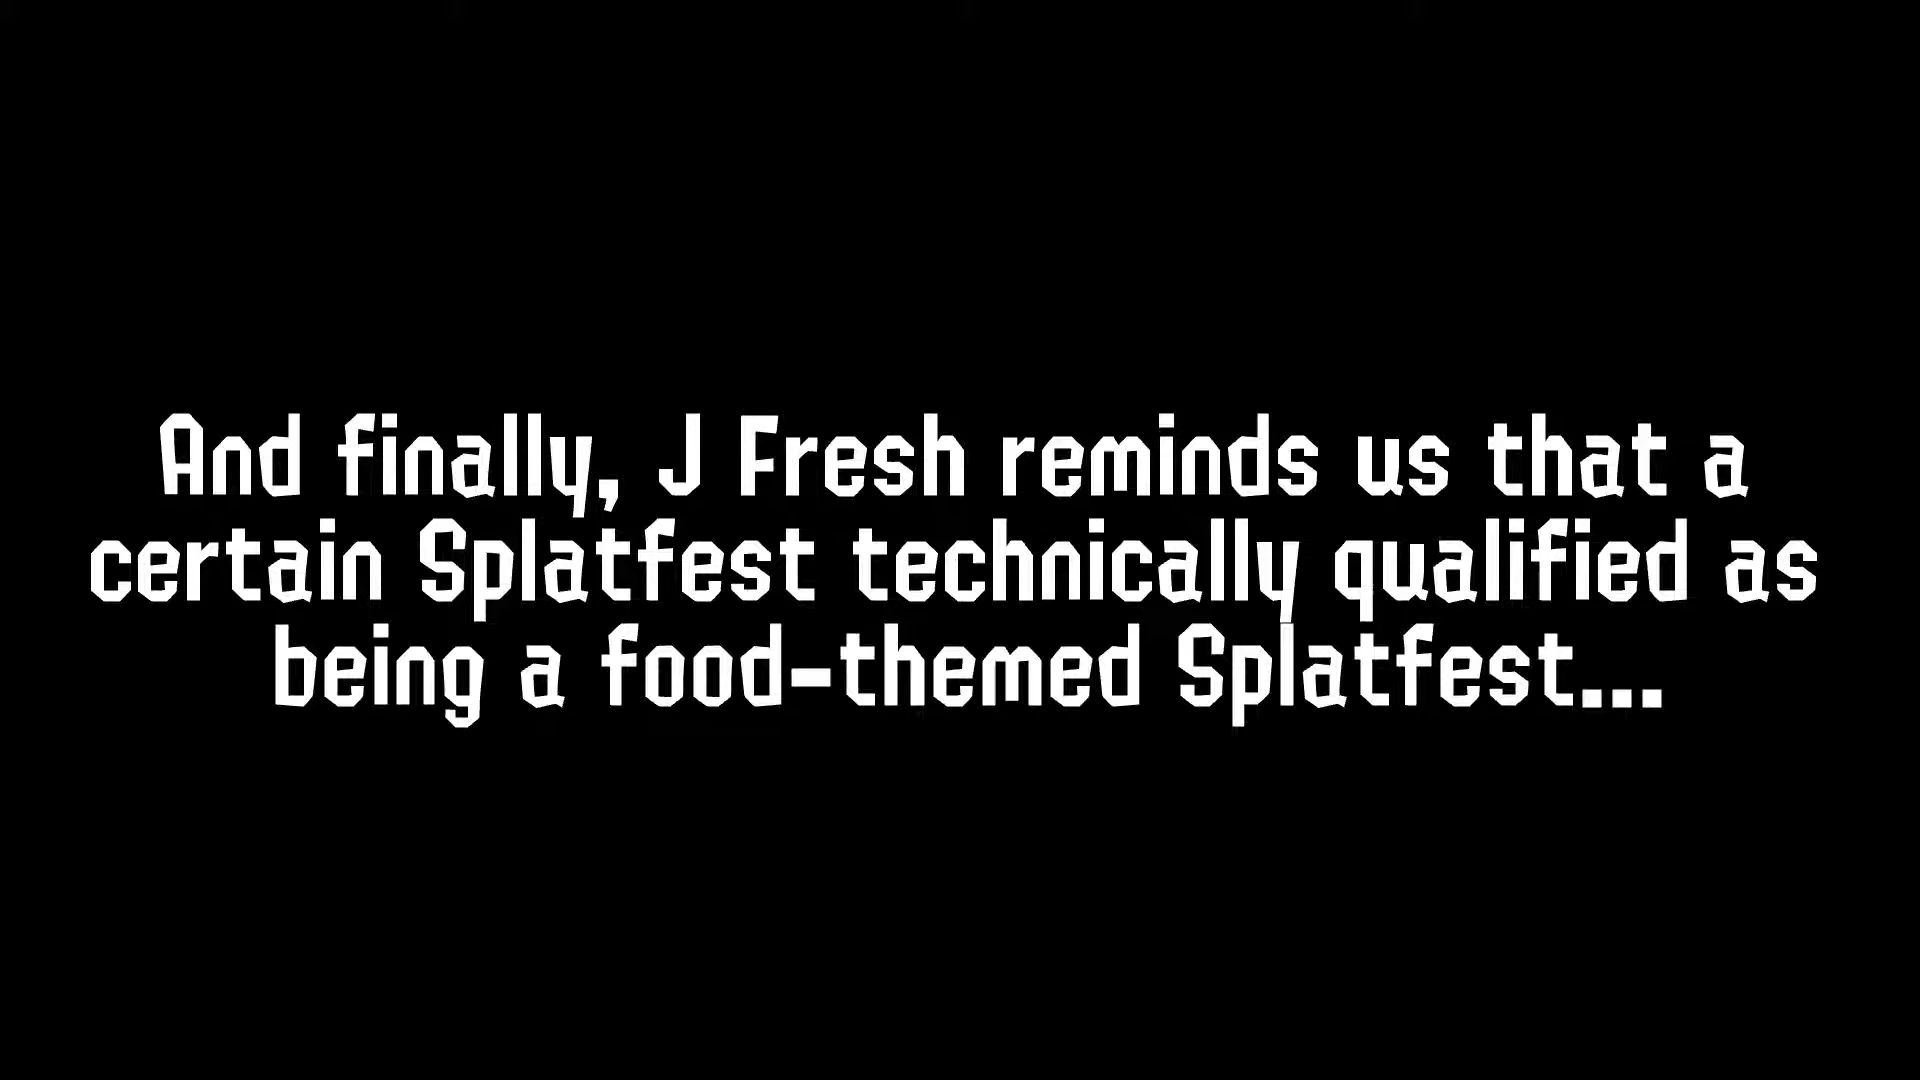 And finally, J Fresh reminds us that a
certain Splatfest technically qualified as
being a food-themed Splatfest...